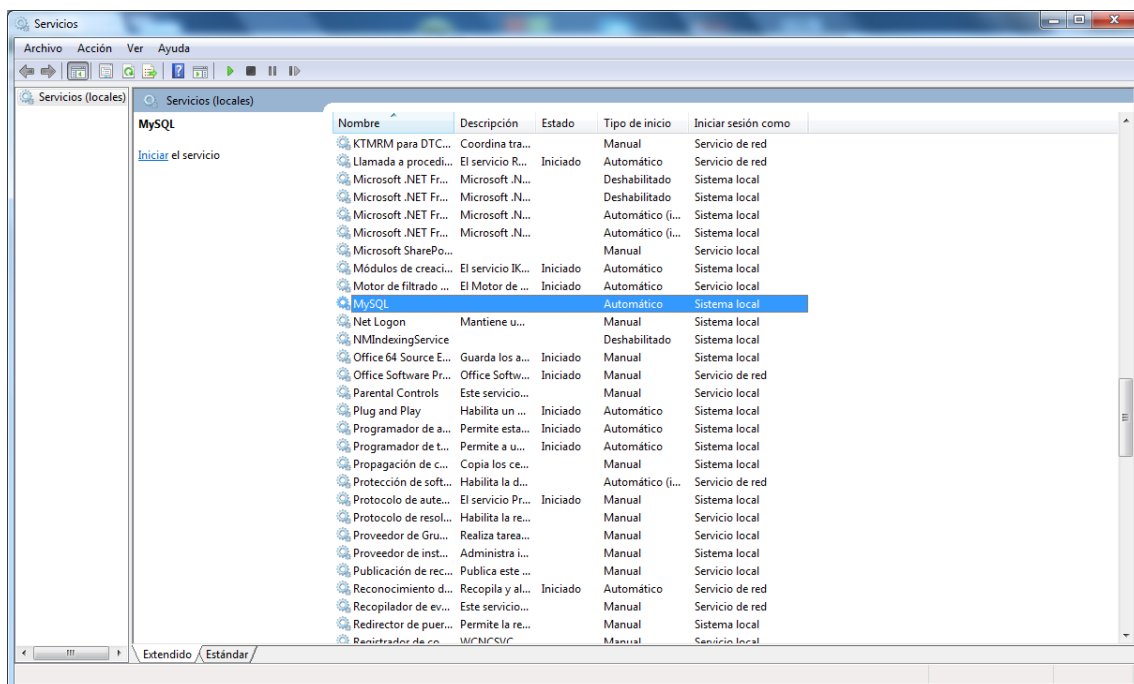 Servicios
Archivo Acción Ver Ayuda
Servicios (locales)
Servicios (locales)
MySQL
Iniciar el servicio
Nombre Descripción Estado Tipo de inicio Iniciar sesión como
KTMRM para DTC... Coordina tra... Manual Servicio de red
Llamada a procedi... El servicio R... Iniciado Automático Servicio de red
Microsoft .NET Fr... Microsoft .N... Deshabilitado Sistema local
Microsoft .NET Fr... Microsoft .N... Deshabilitado Sistema local
Microsoft .NET Fr... Microsoft .N... Automático (i... Sistema local
Microsoft .NET Fr... Microsoft .N... Automático (i... Sistema local
Microsoft SharePo... Manual Servicio local
Módulos de creaci... El servicio IK... Iniciado Automático Sistema local
Motor de filtrado ... El Motor de ... Iniciado Automático Servicio local
MySQL Automático Sistema local
Net Logon Mantiene u... Manual Sistema local
NMIndexingService Deshabilitado Sistema local
Office 64 Source E... Guarda los a... Iniciado Manual Sistema local
Office Software Pr... Office Softw... Iniciado Manual Servicio de red
Parental Controls Este servicio... Manual Servicio local
Plug and Play Habilita un ... Iniciado Automático Sistema local
Programador de a... Permite esta... Iniciado Automático Sistema local
Programador de t... Permite a u... Iniciado Automático Sistema local
Propagación de c... Copia los ce... Manual Sistema local
Protección de soft... Habilita la d... Automático (i... Servicio de red
Protocolo de aute... El servicio Pr... Iniciado Manual Sistema local
Protocolo de resol... Habilita la re... Manual Servicio local
Proveedor de Gru... Realiza tarea... Manual Servicio local
Proveedor de inst... Administra i... Manual Sistema local
Publicación de rec... Publica este ... Manual Servicio local
Reconocimiento d... Recopila y al... Iniciado Automático Servicio de red
Recopilador de ev... Este servicio... Manual Servicio de red
Redirector de puer... Permite la re... Manual Sistema local
Registrador de co... WCNCSVC ... Manual Servicio local
Extendido Estándar